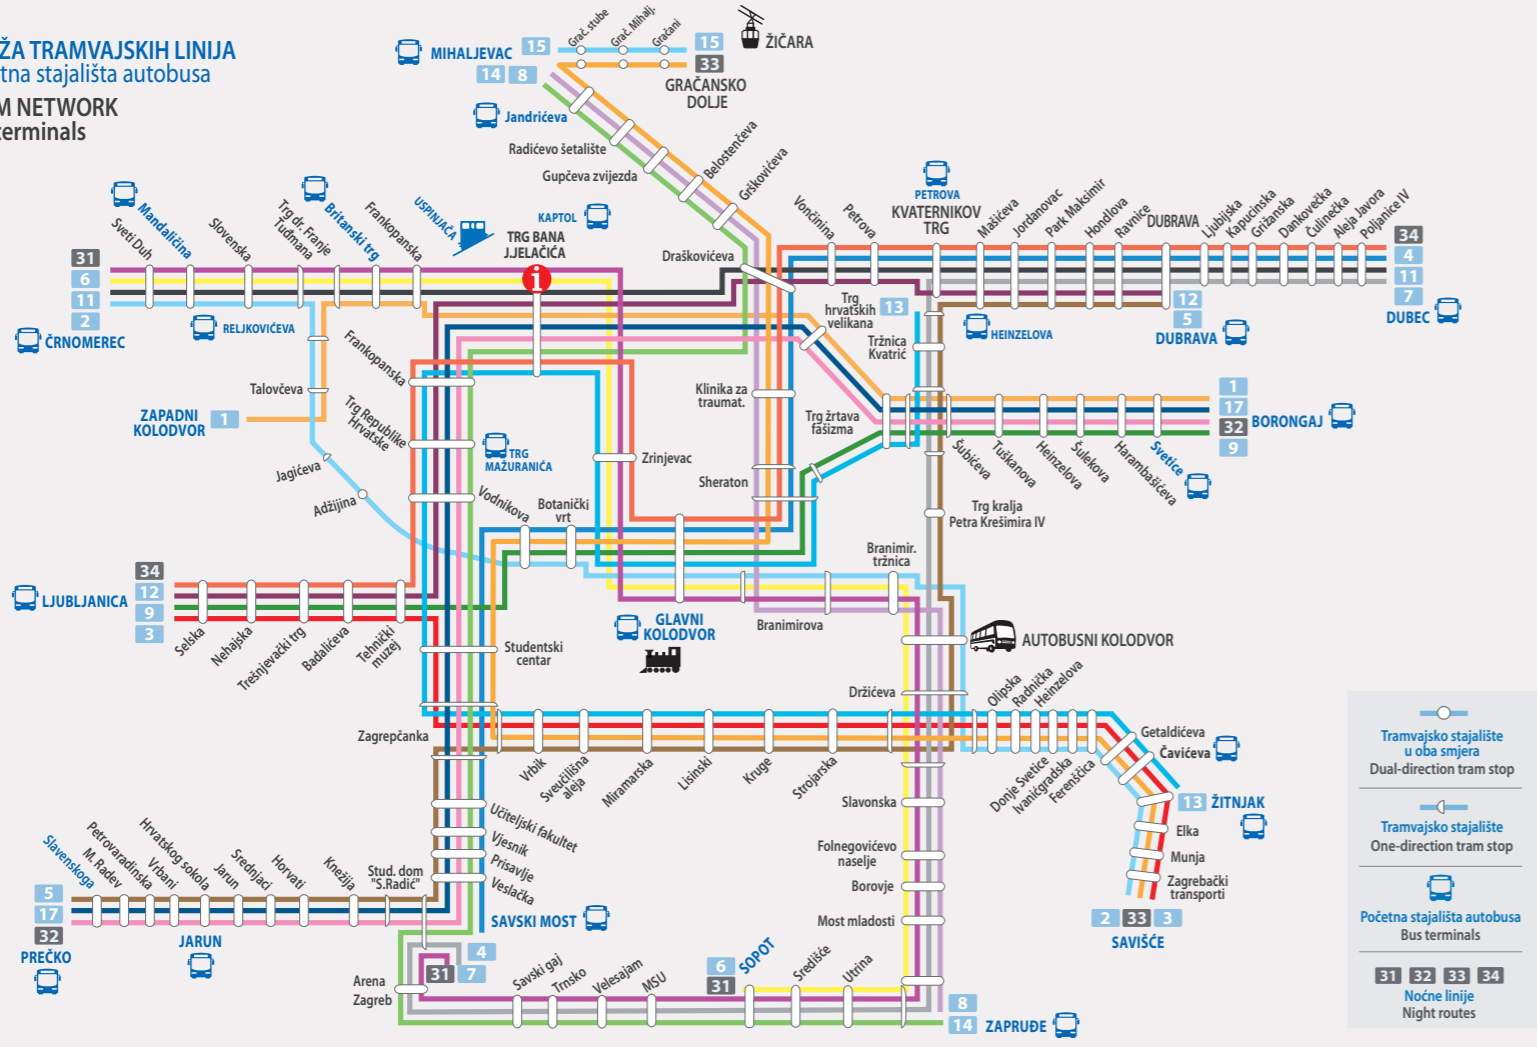 ŽA TRAMVAJSKIH LINIJA
tna stajališta autobusa
M NETWORK
terminals
MIHALJEVAC
15
14
8
Grač. stube
Grač. Mihalj.
Gračani
15
33
GRAČANSKO
DOLJE
ŽIČARA
Jandrićeva
Radićevo šetalište
Gupčeva zvijezda
Belostenčeva
Grškovićeva
Sveti Duh
Mandaličina
Slovenska
Trg dr. Franje
Tuđmana
Britanski trg
Frankopanska
USPINJAČA
KAPTOL
TRG BANA
J.JELAČIĆA
i
Draškovićeva
Vončinina
Petrova
PETROVA
KVATERNIKOV
TRG
Mašićeva
Jordanovac
Park Maksimir
Hondlova
Ravnice
DUBRAVA
Ljubijska
Kapucinska
Grižanska
Dankovečka
Čulinečka
Aleja Javora
Poljanice IV
34
4
11
7
DUBEC
31
6
11
2
ČRNOMEREC
RELJKOVIĆEVA
Trg
hrvatskih
velikana
13
Tržnica
Kvatrić
HEINZELOVA
12
5
DUBRAVA
Talovčeva
ZAPADNI
KOLODVOR
1
Frankopanska
Trg Republike
Hrvatske
TRG
MAŽURANIĆA
Jagićeva
Adžijina
Vodnikova
Botanički
vrt
Zrinjevac
Klinika za
traumat.
Trg žrtava
fašizma
Sheraton
Šubićeva
Tuškanova
Heinzelova
Šulekova
Harambašićeva
Svetice
1
17
32
9
BORONGAJ
Trg kralja
Petra Krešimira IV
Branimir.
tržnica
34
12
9
3
LJUBLJANICA
Selska
Nehajska
Trešnjevački trg
Badalićeva
Tehnički
muzej
Studentski
centar
GLAVNI
KOLODVOR
Branimirova
AUTOBUSNI KOLODVOR
Držićeva
Olipska
Radnička
Heinzelova
Zagrepčanka
Vrbik
Sveučilišna
aleja
Miramarska
Lisinski
Kruge
Strojarska
Donje Svetice
Ivanićgradska
Ferenščica
Getaldićeva
Čavićeva
13
ŽITNJAK
Elka
Munja
Zagrebački
transporti
2
33
3
SAVIŠĆE
Slavonska
Folnegovićevo
naselje
Borovje
Most mladosti
Učiteljski fakultet
Vjesnik
Prisavlje
Veslačka
SAVSKI MOST
Slavenskoga
M. Radev
Petrovaradinska
Vrbani
Hrvatskog sokola
Jarun
Srednjaci
Horvati
Knežija
Stud. dom
"S.Radić"
5
17
32
PREČKO
JARUN
4
31
7
Arena
Zagreb
Savski gaj
Trnsko
Velesajam
MSU
6
31
SOPOT
Središće
Utrina
8
14
ZAPRUĐE
Tramvajsko stajalište
u oba smjera
Dual-direction tram stop
Tramvajsko stajalište
One-direction tram stop
Početna stajališta autobusa
Bus terminals
31
32
33
34
Noćne linije
Night routes